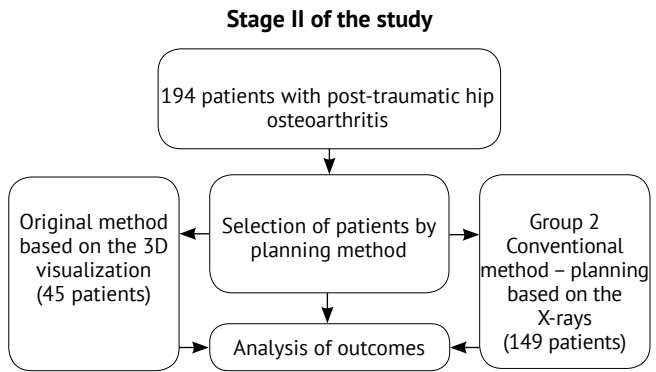 Stage II of the study
194 patients with post-traumatic hip
osteoarthritis
Original method
based on the 3D
visualization
(45 patients)
Selection of patients by
planning method
Group 2
Conventional
method – planning
based on the
X-rays
(149 patients)
Analysis of outcomes